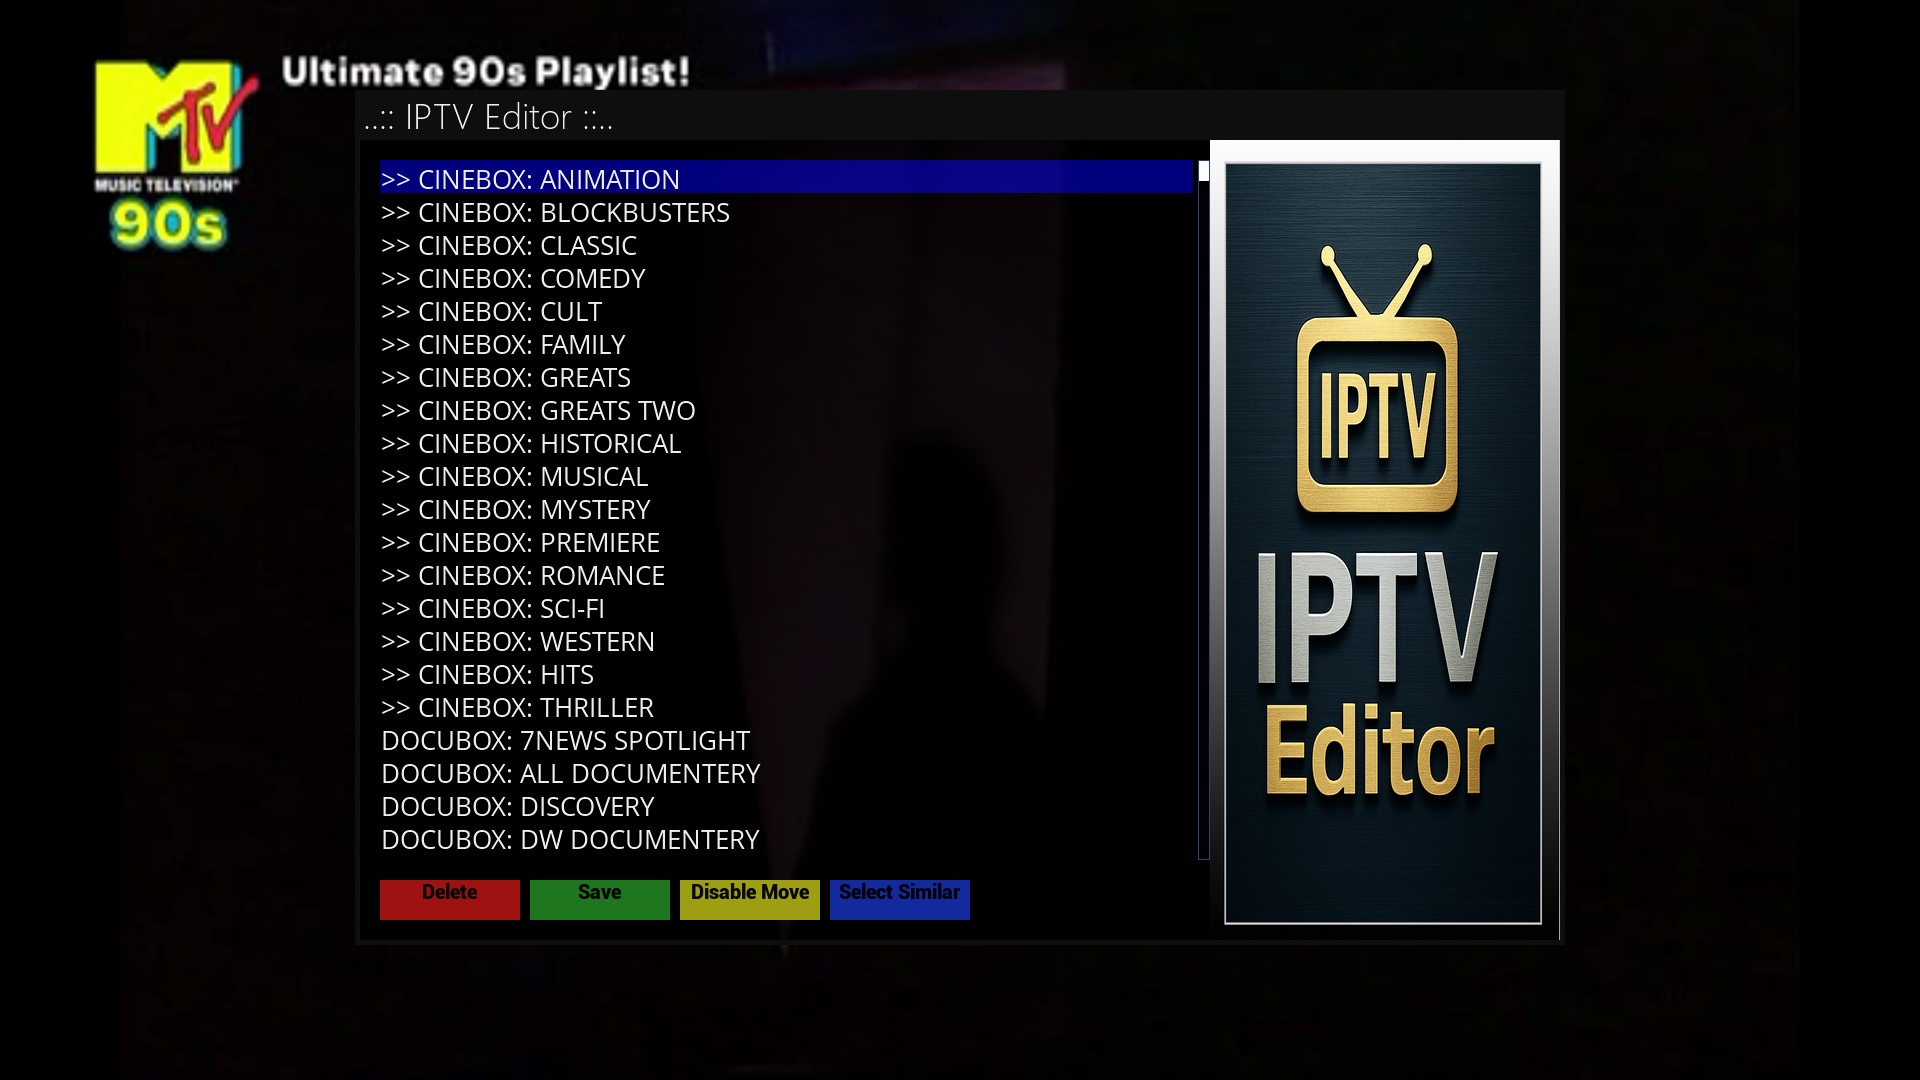 MTV
MUSIC TELEVISION
90s
Ultimate 90s Playlist!
..:: IPTV Editor ::..
>> CINEBOX: ANIMATION
>> CINEBOX: BLOCKBUSTERS
>> CINEBOX: CLASSIC
>> CINEBOX: COMEDY
>> CINEBOX: CULT
>> CINEBOX: FAMILY
>> CINEBOX: GREATS
>> CINEBOX: GREATS TWO
>> CINEBOX: HISTORICAL
>> CINEBOX: MUSICAL
>> CINEBOX: MYSTERY
>> CINEBOX: PREMIERE
>> CINEBOX: ROMANCE
>> CINEBOX: SCI-FI
>> CINEBOX: WESTERN
>> CINEBOX: HITS
>> CINEBOX: THRILLER
DOCUBOX: 7NEWS SPOTLIGHT
DOCUBOX: ALL DOCUMENTERY
DOCUBOX: DISCOVERY
DOCUBOX: DW DOCUMENTERY
Delete
Save
Disable Move
Select Similar
IPTV
IPTV
Editor